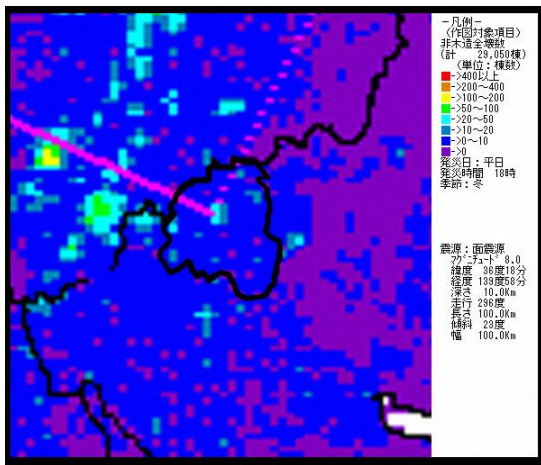 －凡例－
(作図対象項目)
非木造全壊数
(計　29,050棟)
(単位：棟数)
->400以上
->200～400
->100～200
->50～100
->20～50
->10～20
->0～10
->0
発災日：平日
発災時間　18時
季節：冬
震源：面震源
ﾏｸﾞﾆﾁｭｰﾄﾞ 8.0
緯度　36度18分
経度 139度58分
深さ　10.0Km
走行 296度
長さ 100.0Km
傾斜　23度
幅　100.0Km